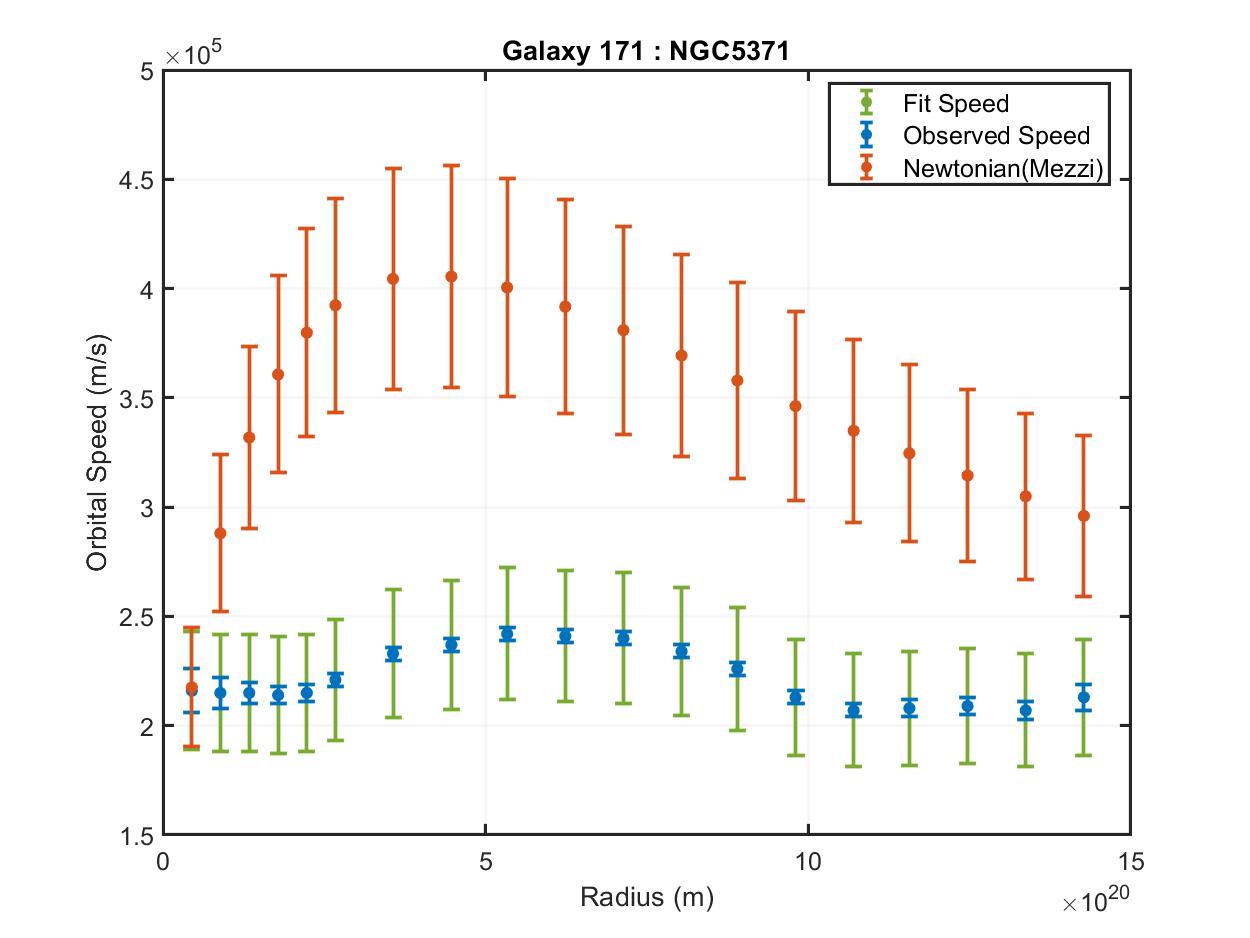 Galaxy 171 : NGC5371
×10^5
5
4.5
4
3.5
3
2.5
2
1.5
Orbital Speed (m/s)
Fit Speed
Observed Speed
Newtonian(Mezzi)
0 5 10 15
Radius (m)
×10^20